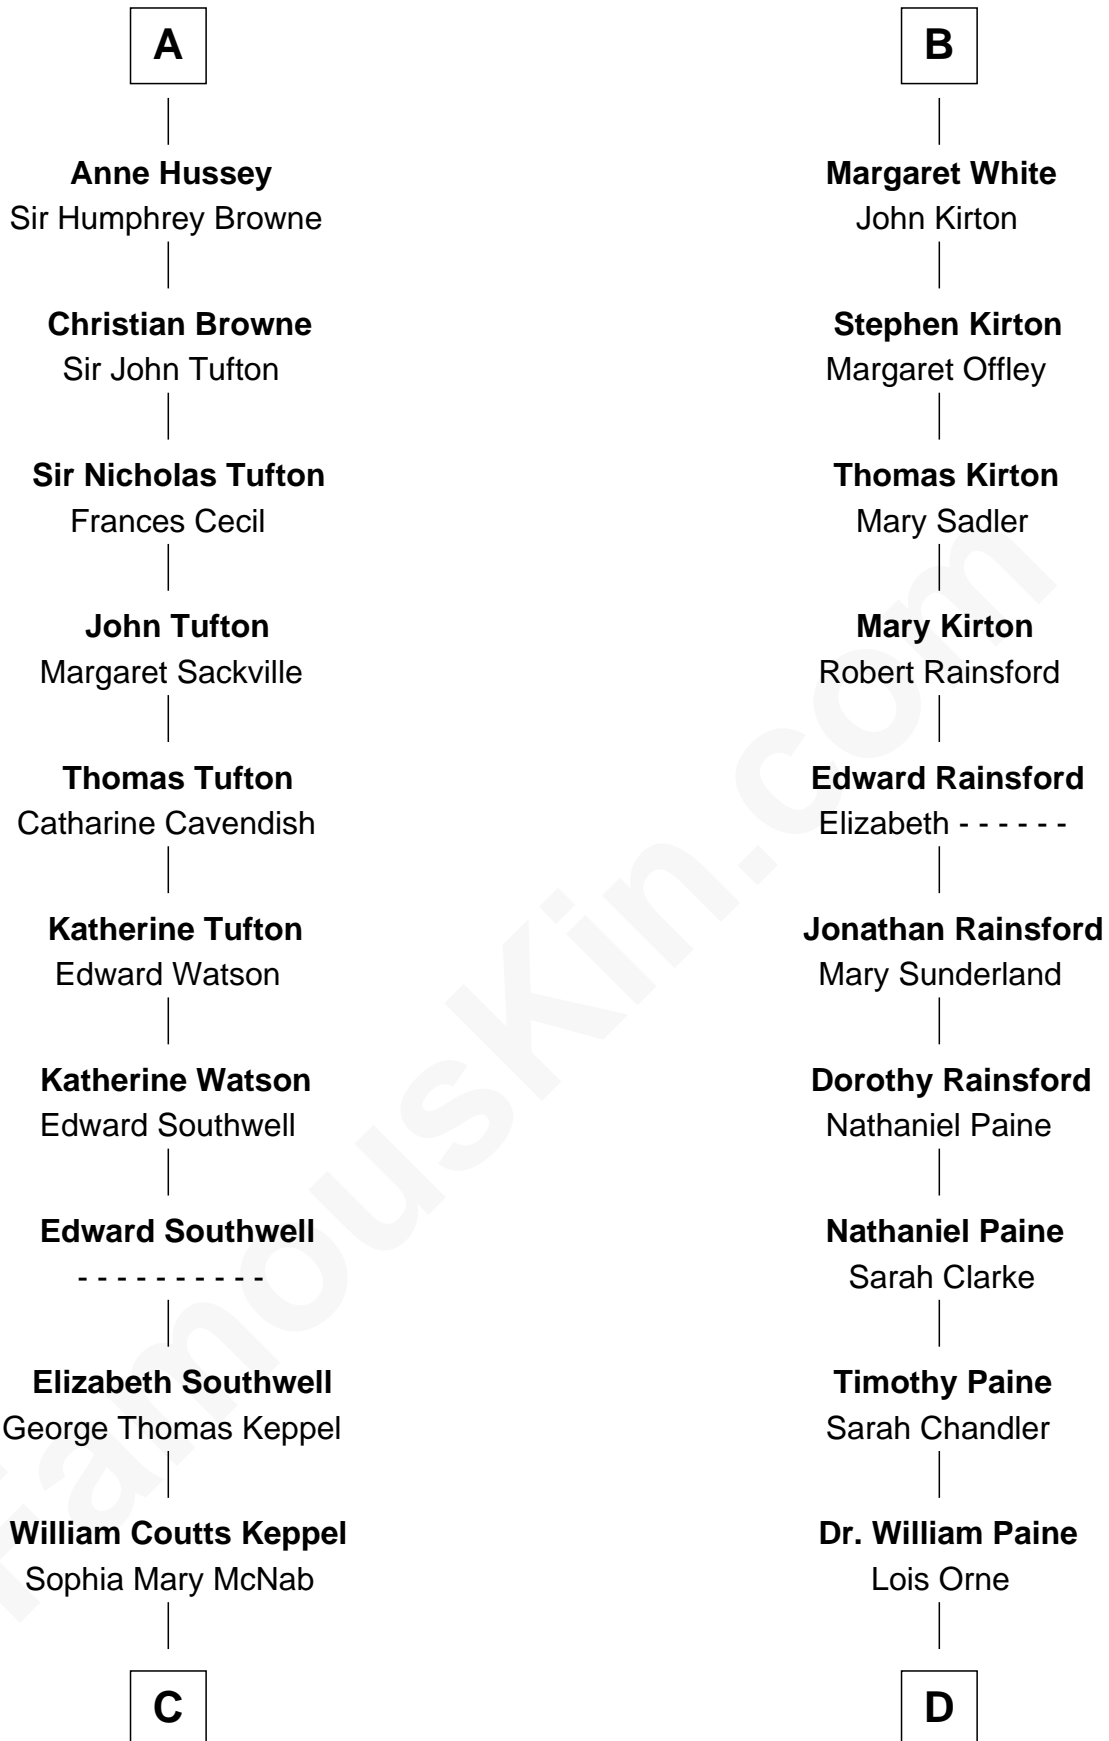 A
Anne Hussey
Sir Humphrey Browne
Christian Browne
Sir John Tufton
Sir Nicholas Tufton
Frances Cecil
John Tufton
Margaret Sackville
Thomas Tufton
Catharine Cavendish
Katherine Tufton
Edward Watson
Katherine Watson
Edward Southwell
Edward Southwell
- - - - - - - - - -
Elizabeth Southwell
George Thomas Keppel
William Coutts Keppel
Sophia Mary McNab
C
B
Margaret White
John Kirton
Stephen Kirton
Margaret Offley
Thomas Kirton
Mary Sadler
Mary Kirton
Robert Rainsford
Edward Rainsford
Elizabeth - - - - - -
Jonathan Rainsford
Mary Sunderland
Dorothy Rainsford
Nathaniel Paine
Nathaniel Paine
Sarah Clarke
Timothy Paine
Sarah Chandler
Dr. William Paine
Lois Orne
D
FamousKin.com